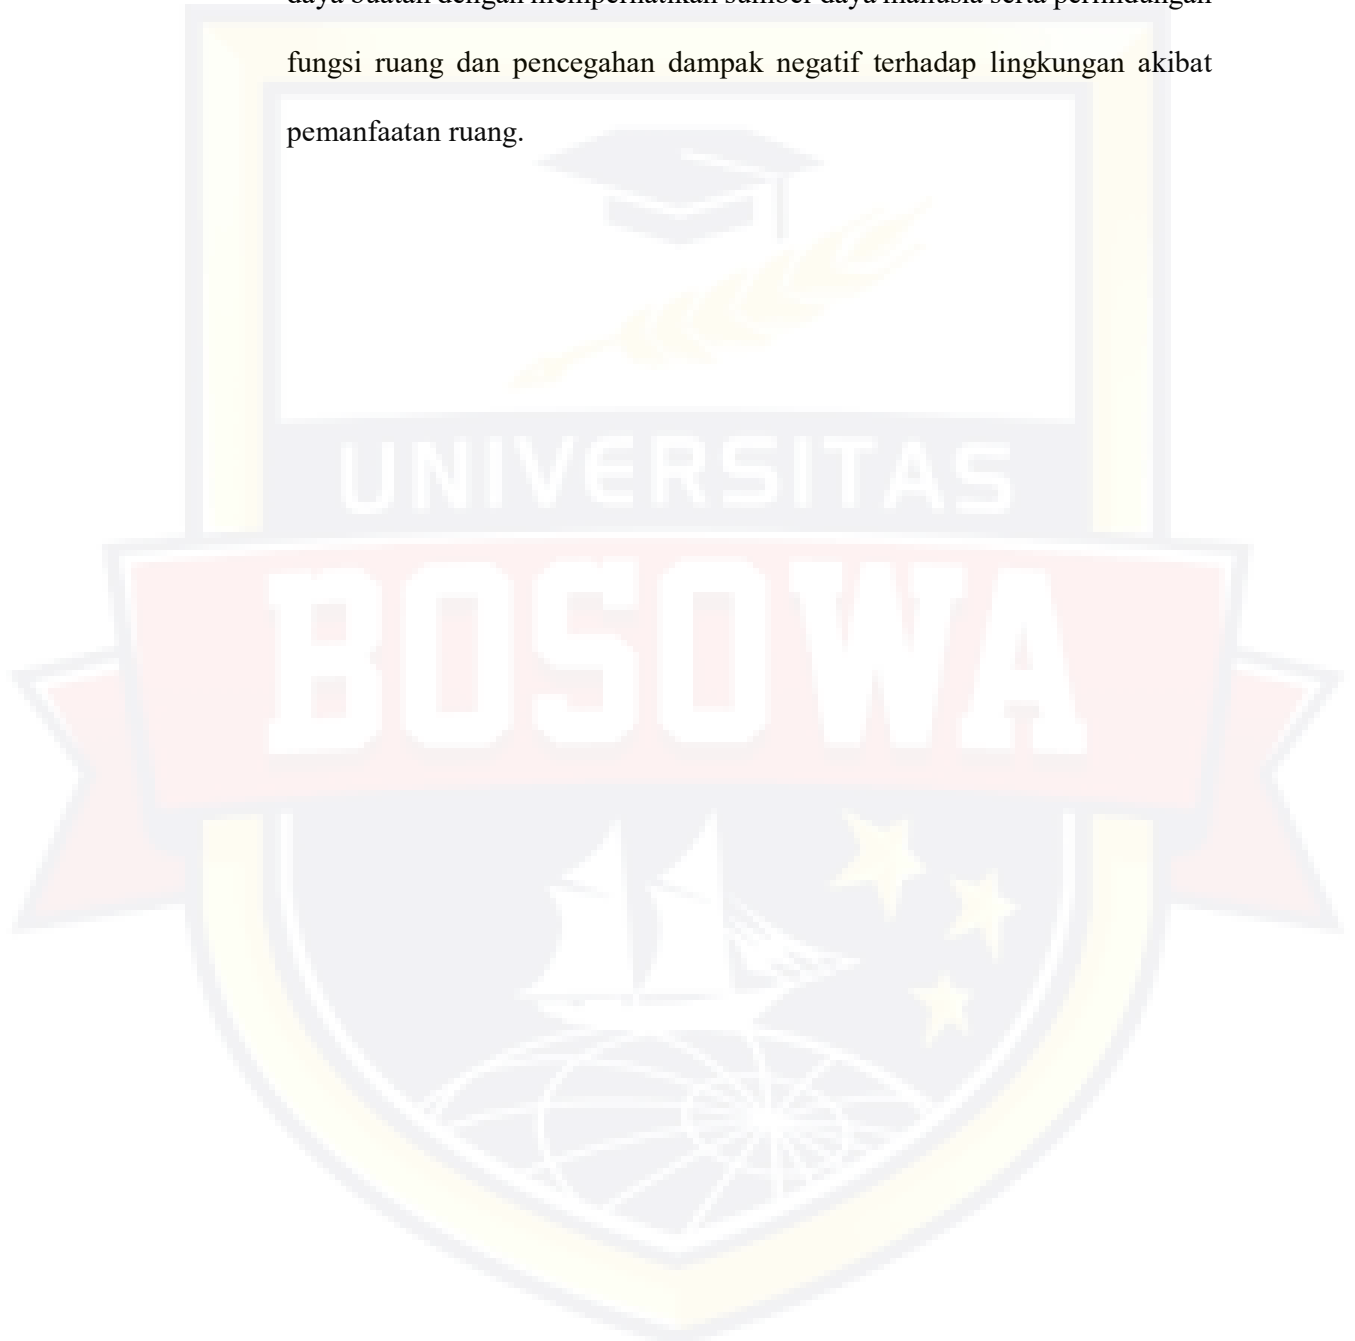 daya buatan dengan memperhatikan sumber daya manusia serta perlindungan
fungsi ruang dan pencegahan dampak negatif terhadap lingkungan akibat
pemanfaatan ruang.
UNIVERSITAS
BOSOWA